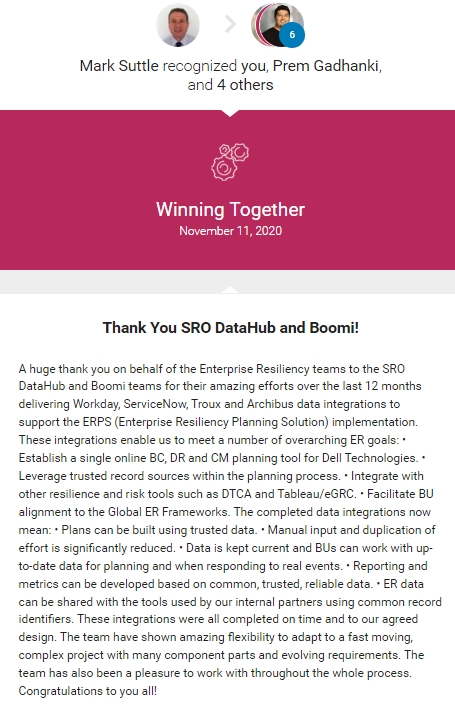 6
Mark Suttle recognized you, Prem Gadhanki,
and 4 others
Winning Together
November 11, 2020
Thank You SRO DataHub and Boomi!
A huge thank you on behalf of the Enterprise Resiliency teams to the SRO
DataHub and Boomi teams for their amazing efforts over the last 12 months
delivering Workday, ServiceNow, Troux and Archibus data integrations to
support the ERPS (Enterprise Resiliency Planning Solution) implementation.
These integrations enable us to meet a number of overarching ER goals: •
Establish a single online BC, DR and CM planning tool for Dell Technologies. •
Leverage trusted record sources within the planning process. • Integrate with
other resilience and risk tools such as DTCA and Tableau/eGRC. • Facilitate BU
alignment to the Global ER Frameworks. The completed data integrations now
mean: • Plans can be built using trusted data. • Manual input and duplication of
effort is significantly reduced. • Data is kept current and BUs can work with up-
to-date data for planning and when responding to real events. • Reporting and
metrics can be developed based on common, trusted, reliable data. • ER data
can be shared with the tools used by our internal partners using common record
identifiers. These integrations were all completed on time and to our agreed
design. The team have shown amazing flexibility to adapt to a fast moving,
complex project with many component parts and evolving requirements. The
team has also been a pleasure to work with throughout the whole process.
Congratulations to you all!